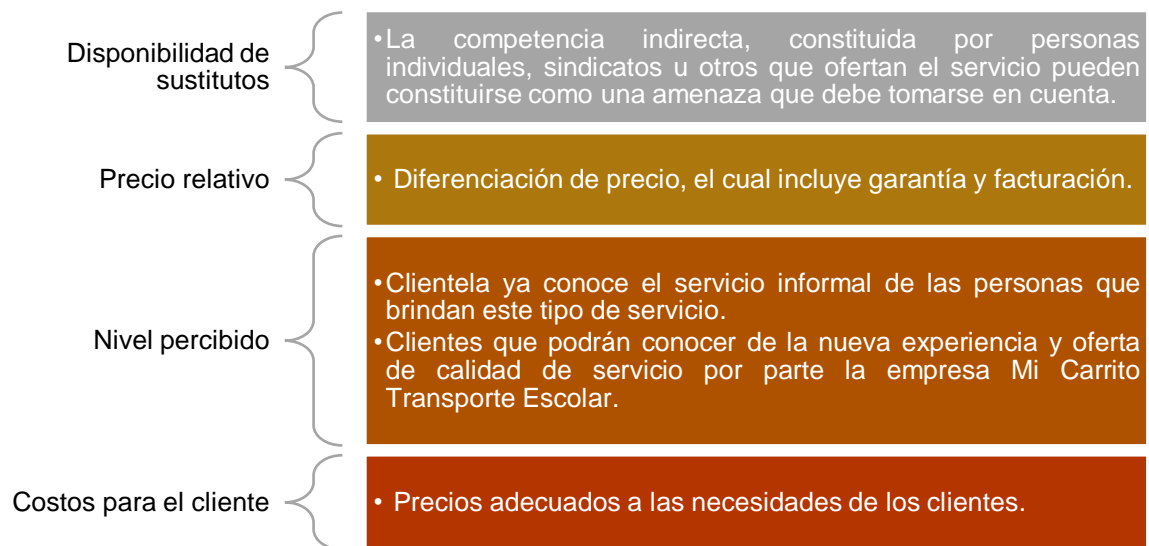 Disponibilidad de
sustitutos
•La competencia indirecta, constituida por personas
individuales, sindicatos u otros que ofertan el servicio pueden
constituirse como una amenaza que debe tomarse en cuenta.
Precio relativo
• Diferenciación de precio, el cual incluye garantía y facturación.
Nivel percibido
•Clientela ya conoce el servicio informal de las personas que
brindan este tipo de servicio.
•Clientes que podrán conocer de la nueva experiencia y oferta
de calidad de servicio por parte la empresa Mi Carrito
Transporte Escolar.
Costos para el cliente
• Precios adecuados a las necesidades de los clientes.